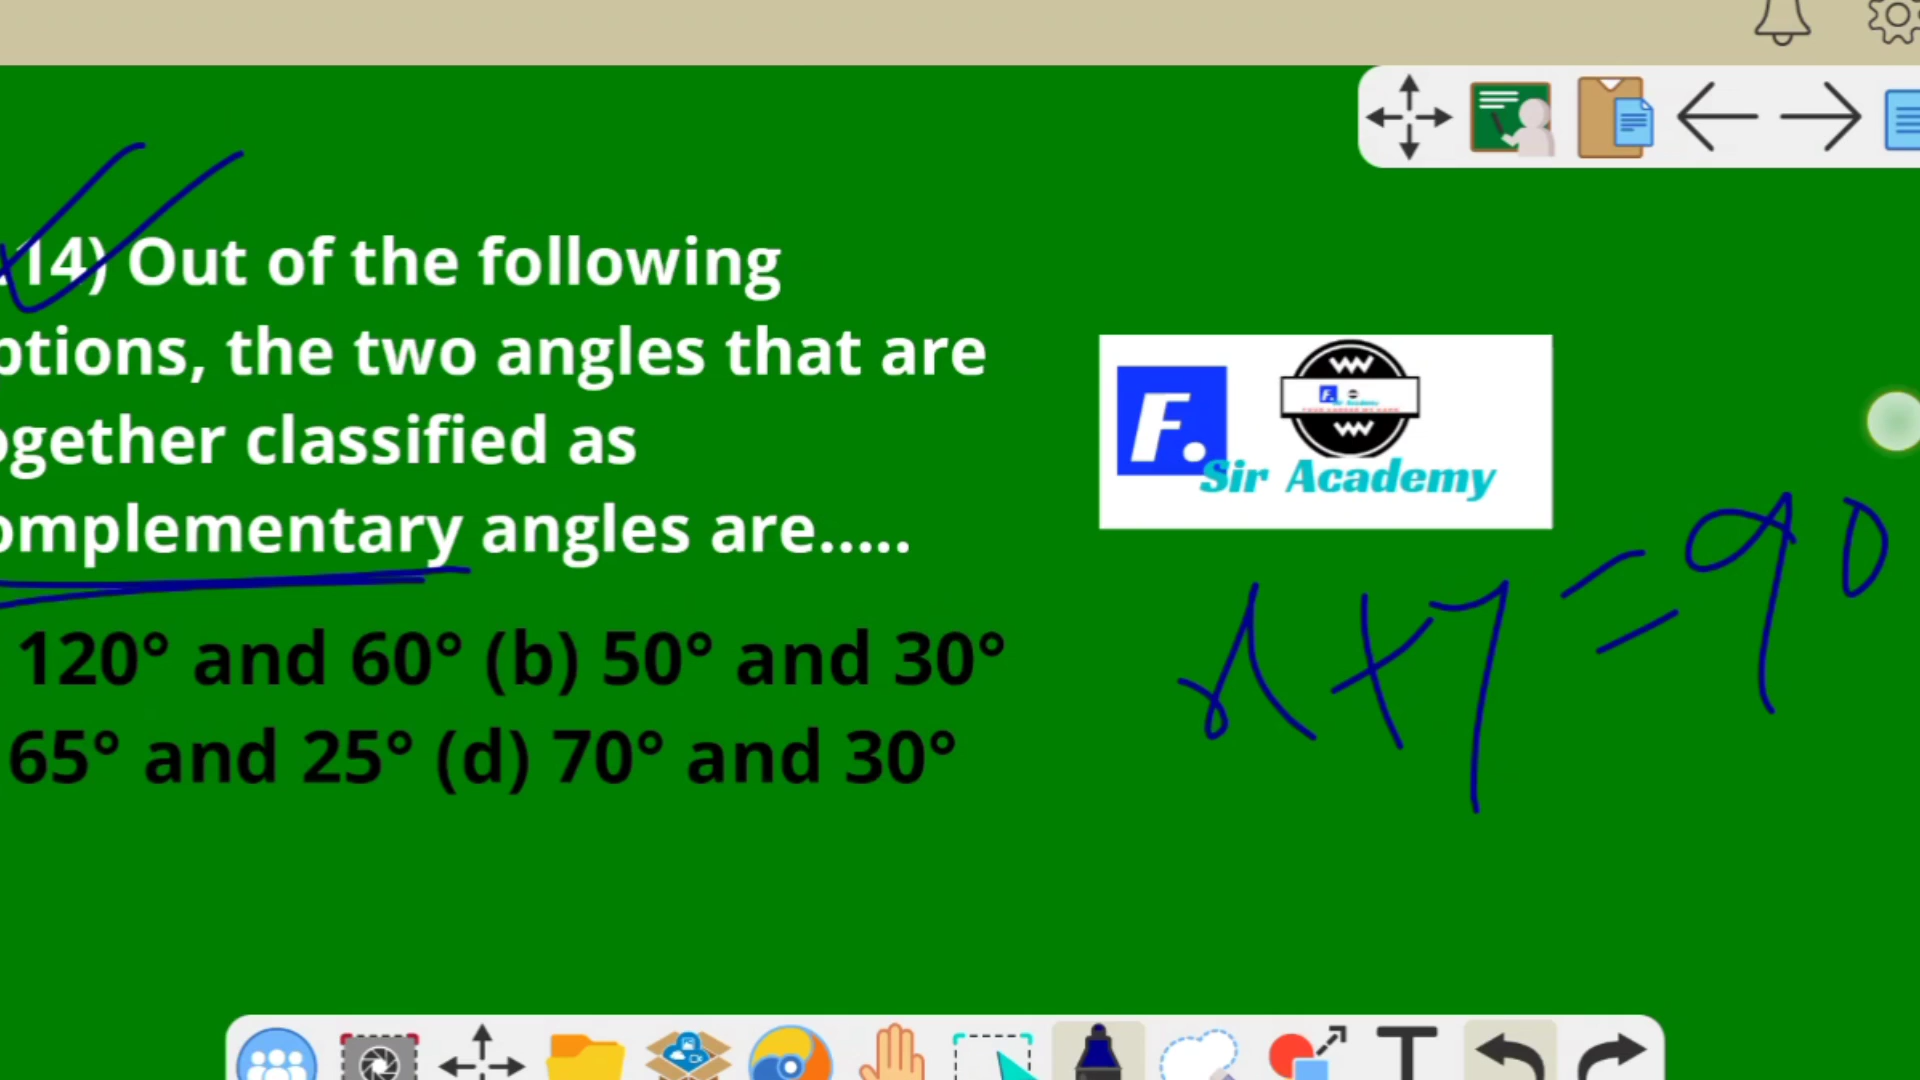 14) Out of the following
ptions, the two angles that are
ogether classified as
omplementary angles are.....
120° and 60° (b) 50° and 30°
65° and 25° (d) 70° and 30°
F.
Sir Academy
x+y=90
T